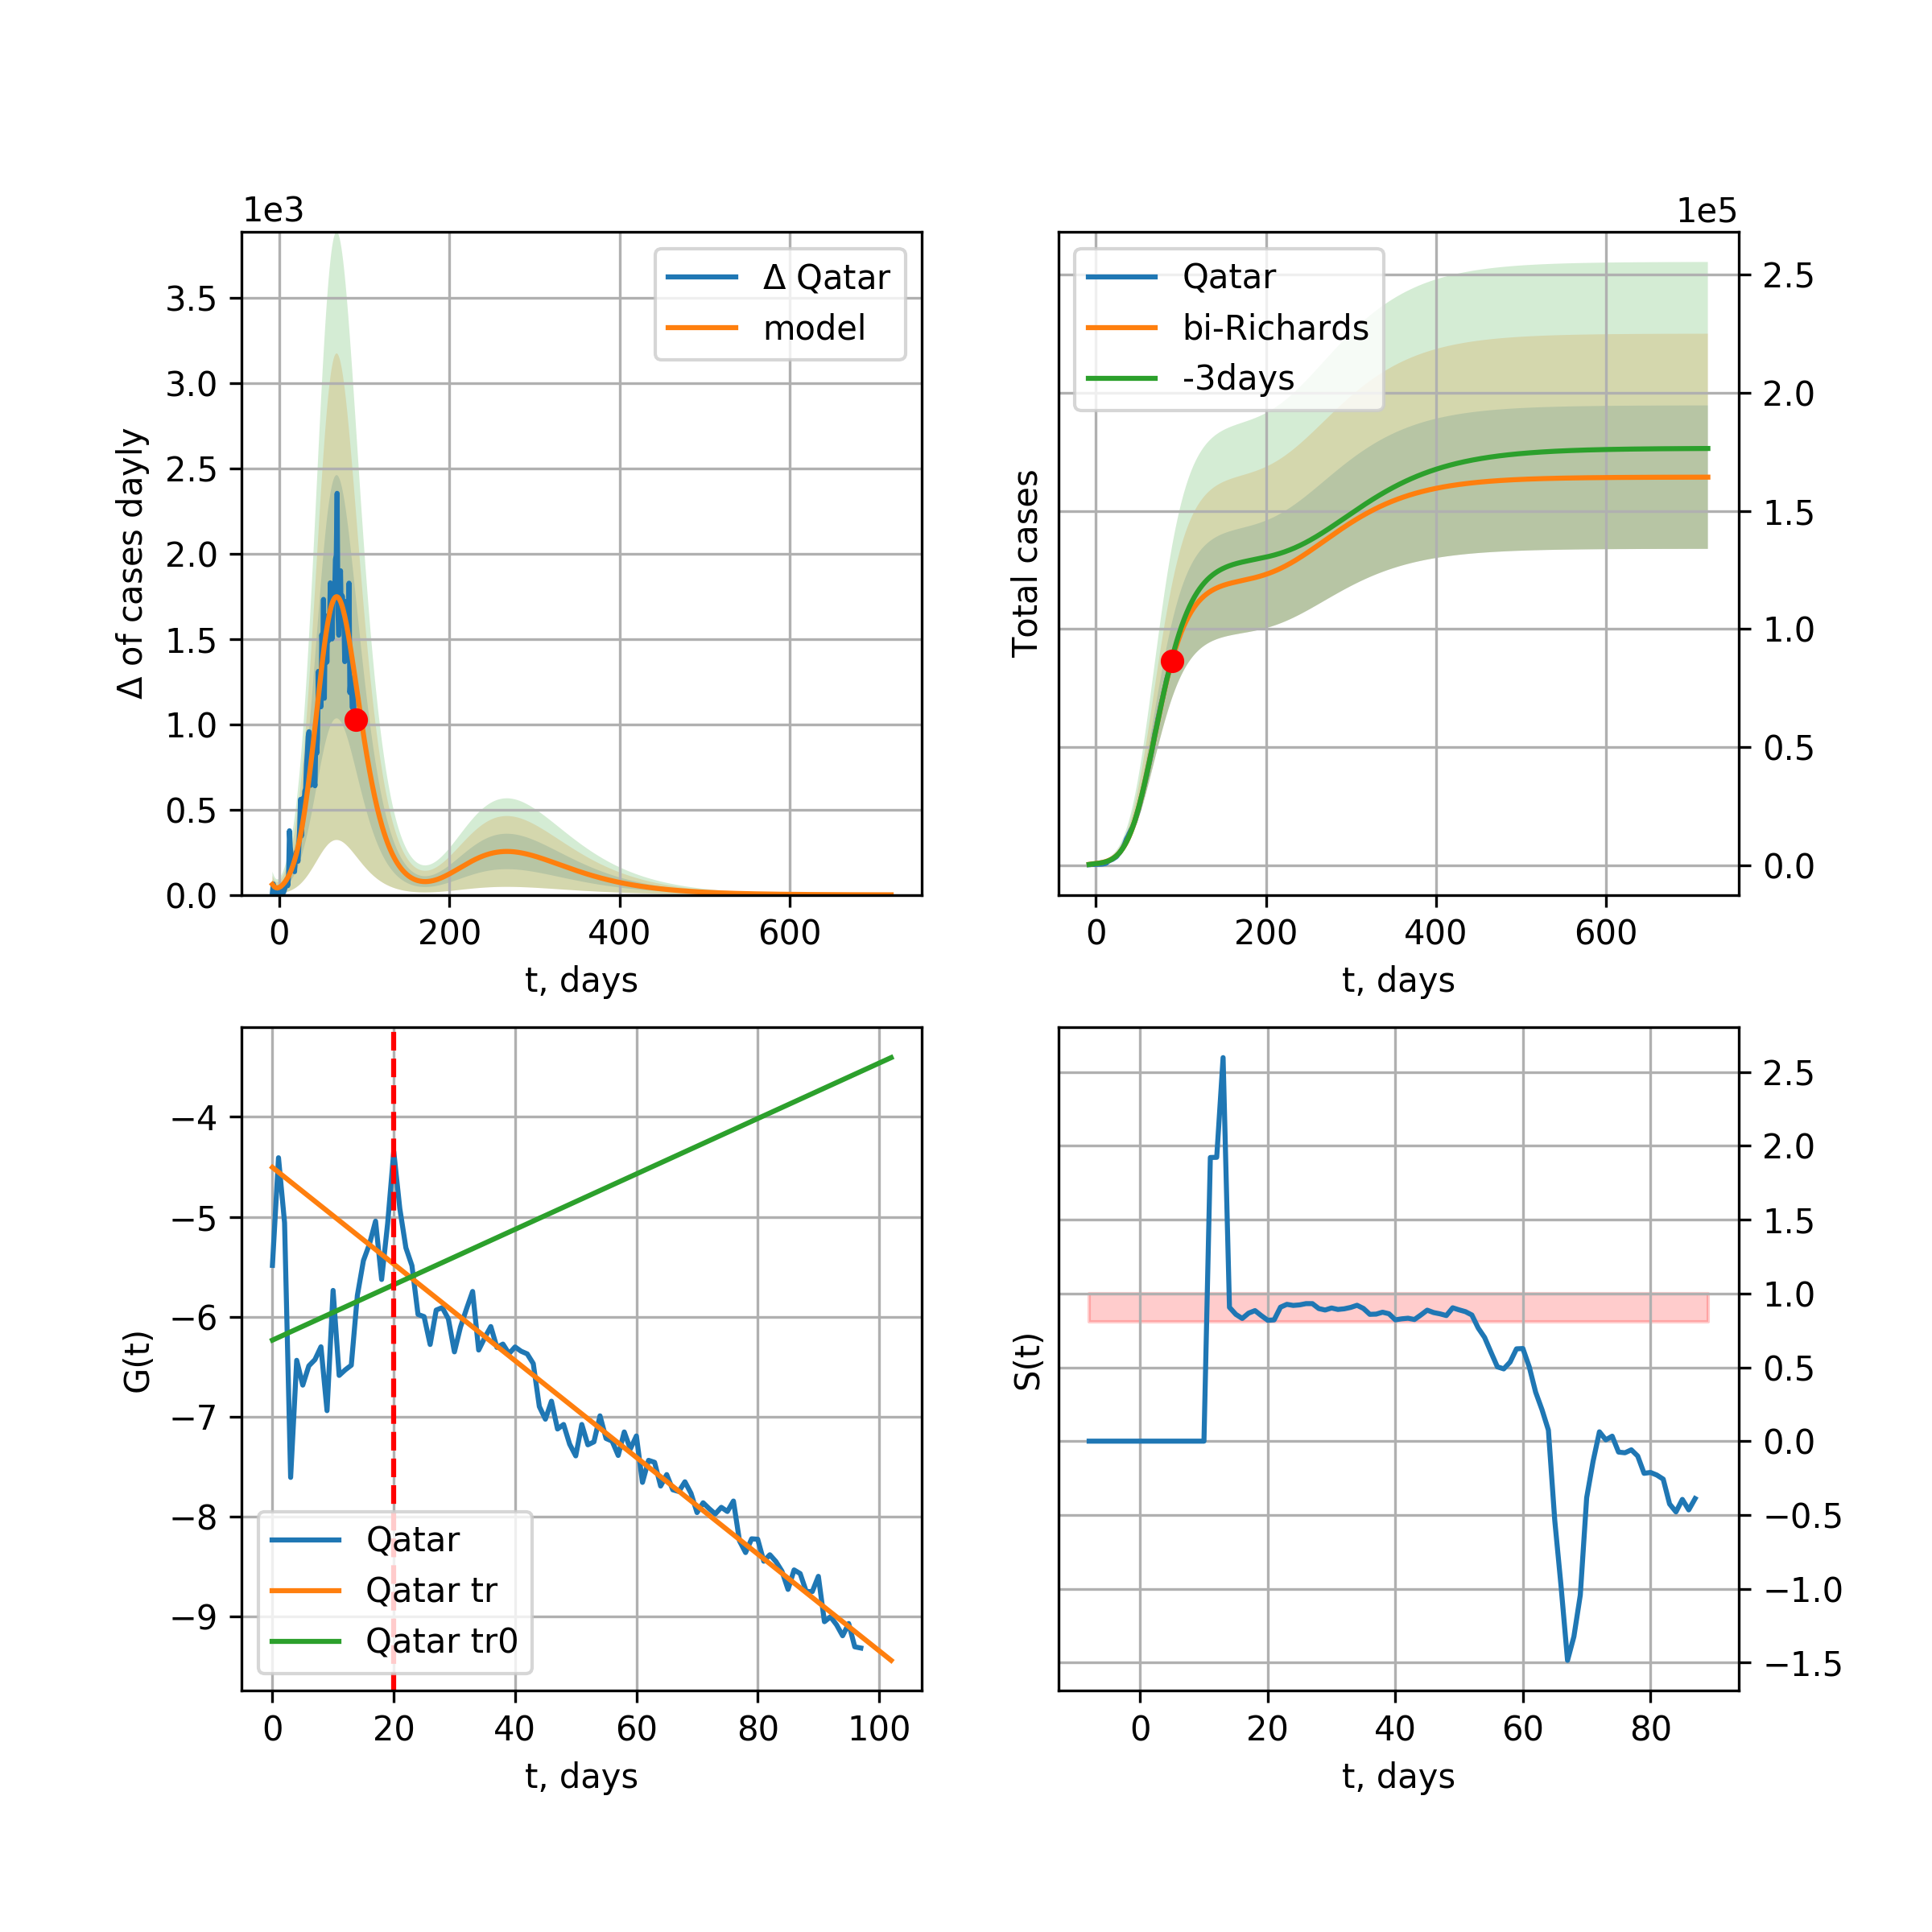 1e3
Δ of cases dayly
3.5
3.0
2.5
2.0
1.5
1.0
0.5
0.0
Δ Qatar
model
0 200 400 600
t, days
1e5
Total cases
Qatar
bi-Richards
-3days
2.5
2.0
1.5
1.0
0.5
0.0
0 200 400 600
t, days
G(t)
−4
−5
−6
−7
−8
−9
Qatar
Qatar tr
Qatar tr0
0 20 40 60 80 100
t, days
S(t)
2.5
2.0
1.5
1.0
0.5
0.0
−0.5
−1.0
−1.5
0 20 40 60 80
t, days